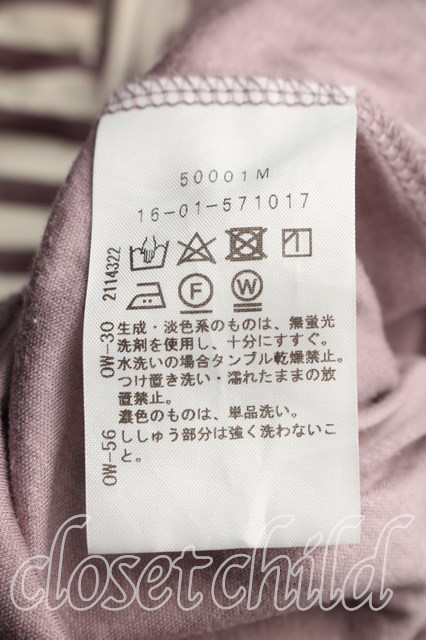 50001M
16-01-571017
2114322
F
W
OW-30
生成・淡色系のものは、無蛍光
洗剤を使用し、十分にすすぐ。
水洗いの場合タンブル乾燥禁止。
つけ置き洗い・濡れたままの放
置禁止。
濃色のものは、単品洗い。
OW-56
ししゅう部分は強く洗わないこ
と。
closetchild